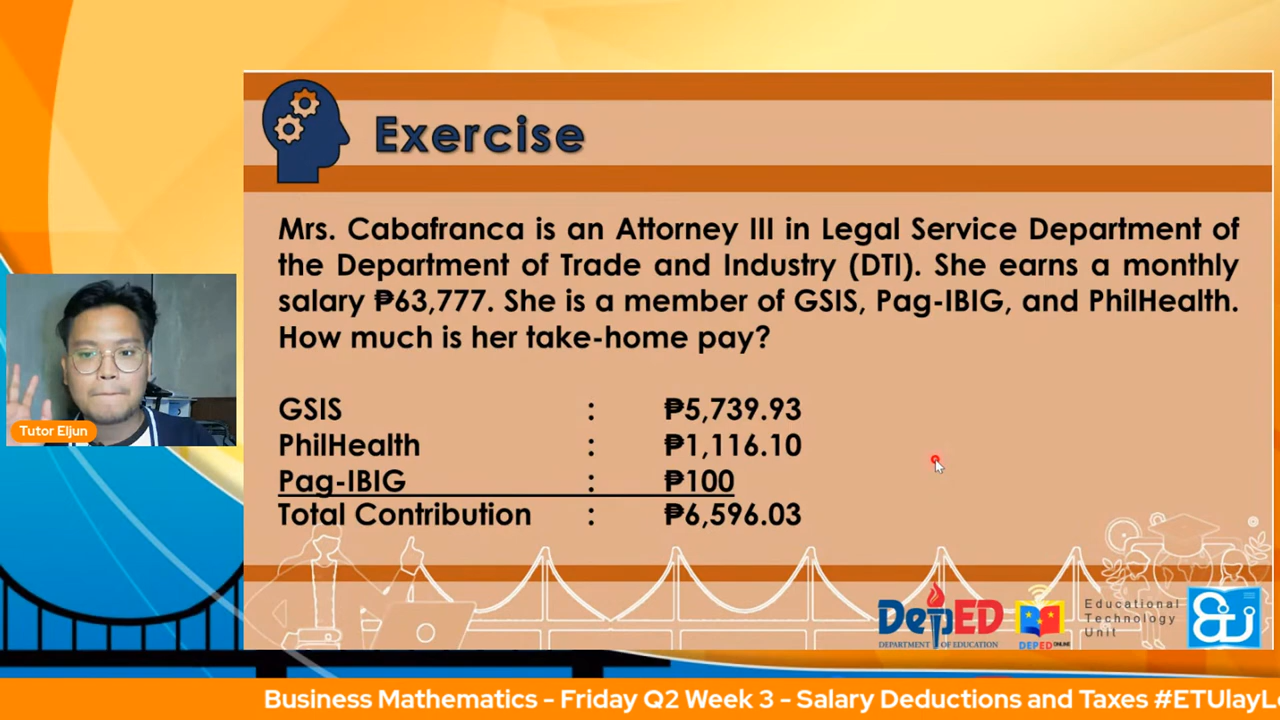 Exercise
Mrs. Cabafranca is an Attorney III in Legal Service Department of
the Department of Trade and Industry (DTI). She earns a monthly
salary ₱63,777. She is a member of GSIS, Pag-IBIG, and PhilHealth.
How much is her take-home pay?
GSIS : ₱5,739.93
PhilHealth : ₱1,116.10
Pag-IBIG : ₱100
Total Contribution : ₱6,596.03
Tutor Eljun
DepED
DEPARTMENT OF EDUCATION
DEPED ONLINE
Educational
Technology
Unit
Business Mathematics - Friday Q2 Week 3 - Salary Deductions and Taxes #ETUlayL